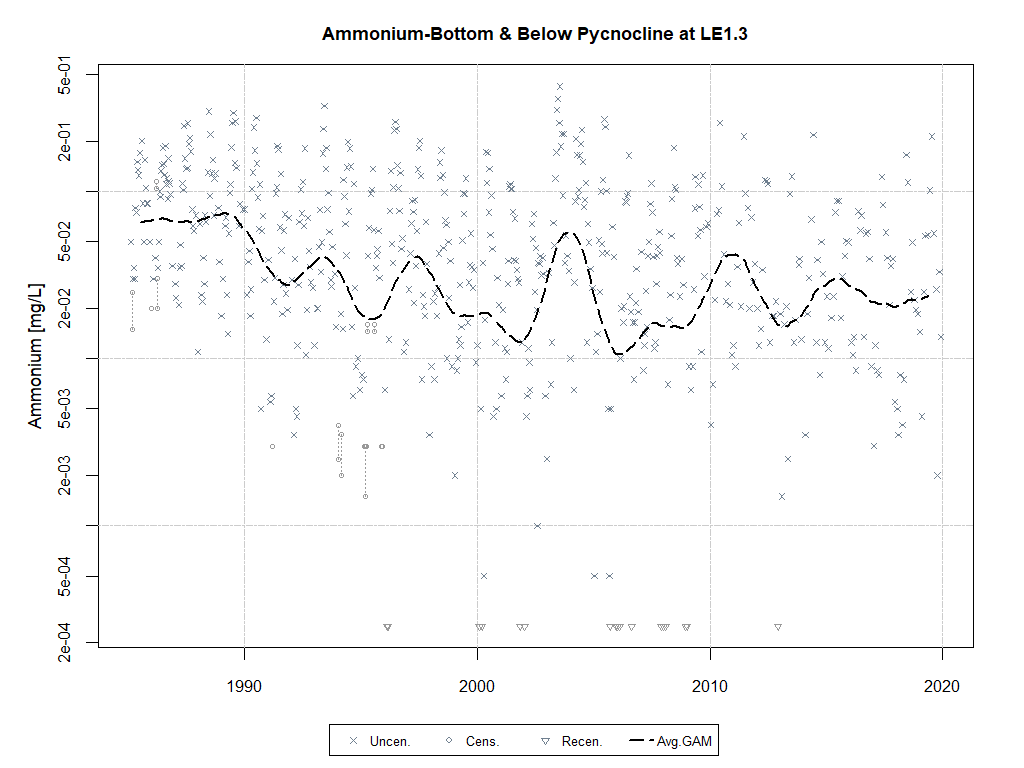 Ammonium-Bottom & Below Pycnocline at LE1.3
Ammonium [mg/L]
5e-01
2e-01
5e-02
2e-02
5e-03
2e-03
5e-04
2e-04
1990 2000 2010 2020
Uncen. Cens. Recen. Avg.GAM